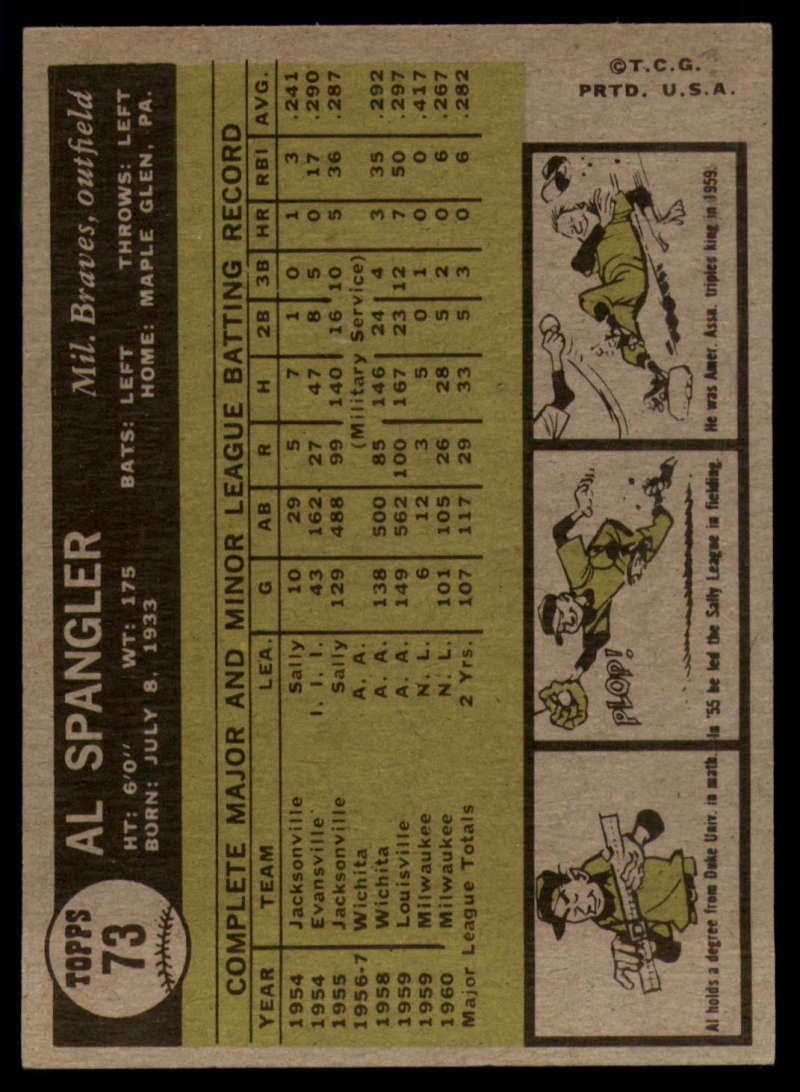 TOPPS
73
AL SPANGLER
Mil. Braves, outfield
HT: 6'0" WT: 175 BATS: LEFT THROWS: LEFT
BORN: JULY 8, 1933 HOME: MAPLE GLEN, PA.
COMPLETE MAJOR AND MINOR LEAGUE BATTING RECORD
YEAR TEAM LEA. G AB R H 2B 3B HR RBI AVG.
1954 Jacksonville Sally 10 29 5 7 1 0 1 3 .241
1954 Evansville I. I. I. 43 162 27 47 8 5 0 17 .290
1955 Jacksonville Sally 129 488 99 140 16 10 5 36 .287
1956-7 Wichita A. A. (Military Service)
1958 Wichita A. A. 138 500 85 146 24 4 3 35 .292
1959 Louisville A. A. 149 562 100 167 23 12 7 50 .297
1959 Milwaukee N. L. 6 12 3 5 0 1 0 0 .417
1960 Milwaukee N. L. 101 105 26 28 5 2 0 6 .267
Major League Totals 2 Yrs. 107 117 29 33 5 3 0 6 .282
Al holds a degree from Duke Univ. in math.
PLOP!
In '55 he led the Sally League in fielding.
He was Amer. Assn. triples king in 1959.
©T.C.G.
PRTD. U.S.A.